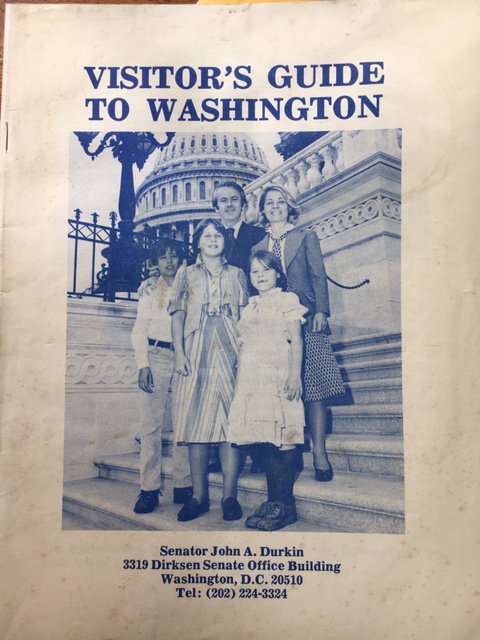 VISITOR'S GUIDE
TO WASHINGTON
Senator John A. Durkin
3319 Dirksen Senate Office Building
Washington, D.C. 20510
Tel: (202) 224-3324